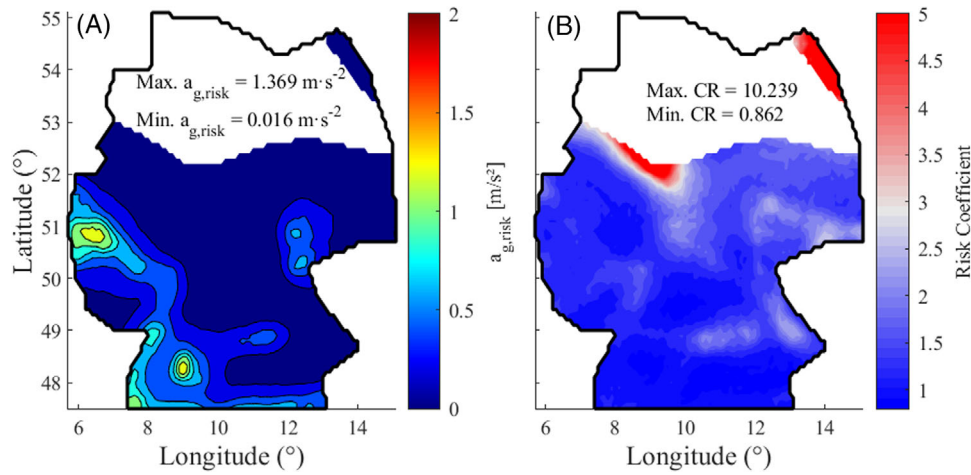 (A)
55
54
53
52
51
50
49
48
Latitude (°)
Max. a_g,risk = 1.369 m·s⁻²
Min. a_g,risk = 0.016 m·s⁻²
6 8 10 12 14
Longitude (°)
2
1.5
1
0.5
0
a_g,risk [m/s²]
(B)
Max. CR = 10.239
Min. CR = 0.862
6 8 10 12 14
Longitude (°)
5
4.5
4
3.5
3
2.5
2
1.5
1
Risk Coefficient